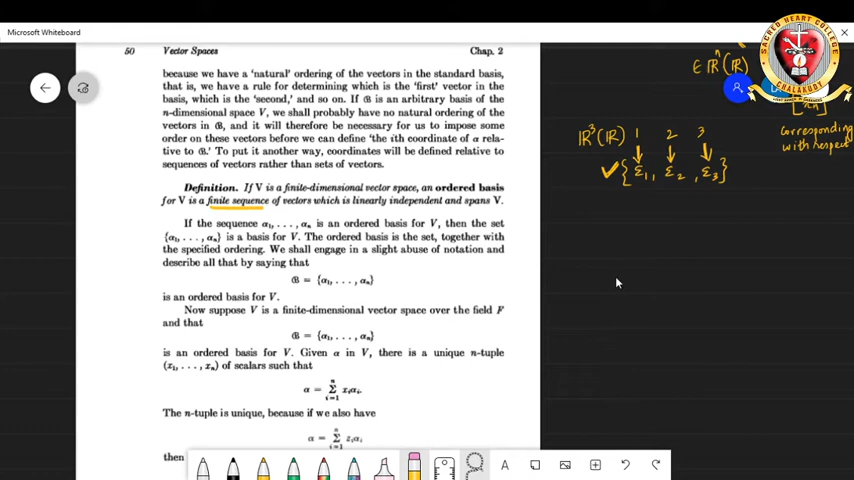 Microsoft Whiteboard
50 Vector Spaces Chap. 2
because we have a 'natural' ordering of the vectors in the standard basis,
that is, we have a rule for determining which is the 'first' vector in the
basis, which is the 'second,' and so on. If ℬ is an arbitrary basis of the
n-dimensional space V, we shall probably have no natural ordering of the
vectors in ℬ, and it will therefore be necessary for us to impose some
order on these vectors before we can define 'the ith coordinate of α rela-
tive to ℬ.' To put it another way, coordinates will be defined relative to
sequences of vectors rather than sets of vectors.
Definition. If V is a finite-dimensional vector space, an ordered basis
for V is a finite sequence of vectors which is linearly independent and spans V.
If the sequence α₁, . . . , αₙ is an ordered basis for V, then the set
{α₁, . . . , αₙ} is a basis for V. The ordered basis is the set, together with
the specified ordering. We shall engage in a slight abuse of notation and
describe all that by saying that
ℬ = {α₁, . . . , αₙ}
is an ordered basis for V.
Now suppose V is a finite-dimensional vector space over the field F
and that
ℬ = {α₁, . . . , αₙ}
is an ordered basis for V. Given α in V, there is a unique n-tuple
(x₁, . . . , xₙ) of scalars such that
α = Σ xᵢαᵢ.
n
i=1
The n-tuple is unique, because if we also have
α = Σ zᵢαᵢ
n
i=1
then
∈ ℝⁿ(ℝ)
ℝ³(ℝ) 1 2 3
{ε₁, ε₂, ε₃}
Corresponding
with respect
SACRED HEART COLLEGE
CHALAKUDY